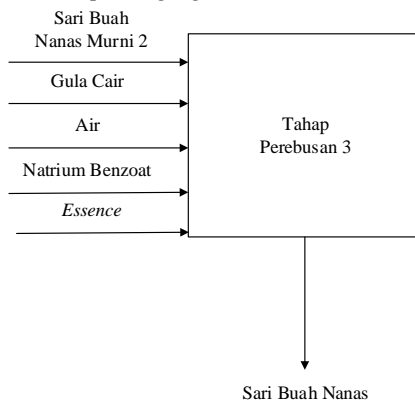 Sari Buah
Nanas Murni 2
Gula Cair
Air
Natrium Benzoat
Essence
Tahap
Perebusan 3
Sari Buah Nanas